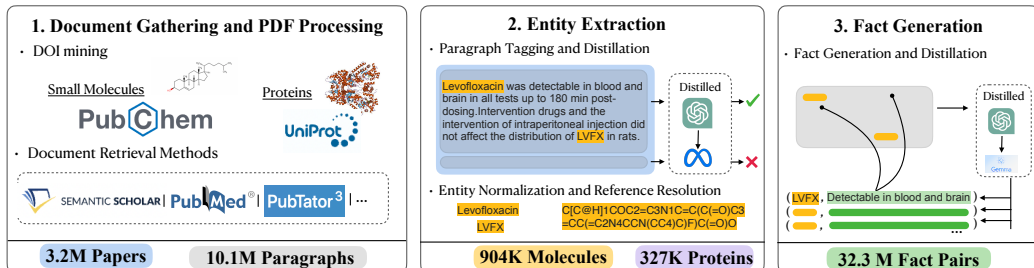 1. Document Gathering and PDF Processing
· DOI mining
Small Molecules
Proteins
PubChem
UniProt
· Document Retrieval Methods
SEMANTIC SCHOLAR | PubMed® | PubTator 3 | ...
3.2M Papers
10.1M Paragraphs
2. Entity Extraction
· Paragraph Tagging and Distillation
Levofloxacin was detectable in blood and
brain in all tests up to 180 min post-
dosing.Intervention drugs and the
intervention of intraperitoneal injection did
not affect the distribution of LVFX in rats.
Distilled
· Entity Normalization and Reference Resolution
Levofloxacin
LVFX
C[C@H]1COC2=C3N1C=C(C(=O)C3
=CC(=C2N4CCN(CC4)C)F)C(=O)O
904K Molecules
327K Proteins
3. Fact Generation
· Fact Generation and Distillation
Distilled
Gemma
(LVFX, Detectable in blood and brain)
( , )
( , )
...
32.3 M Fact Pairs